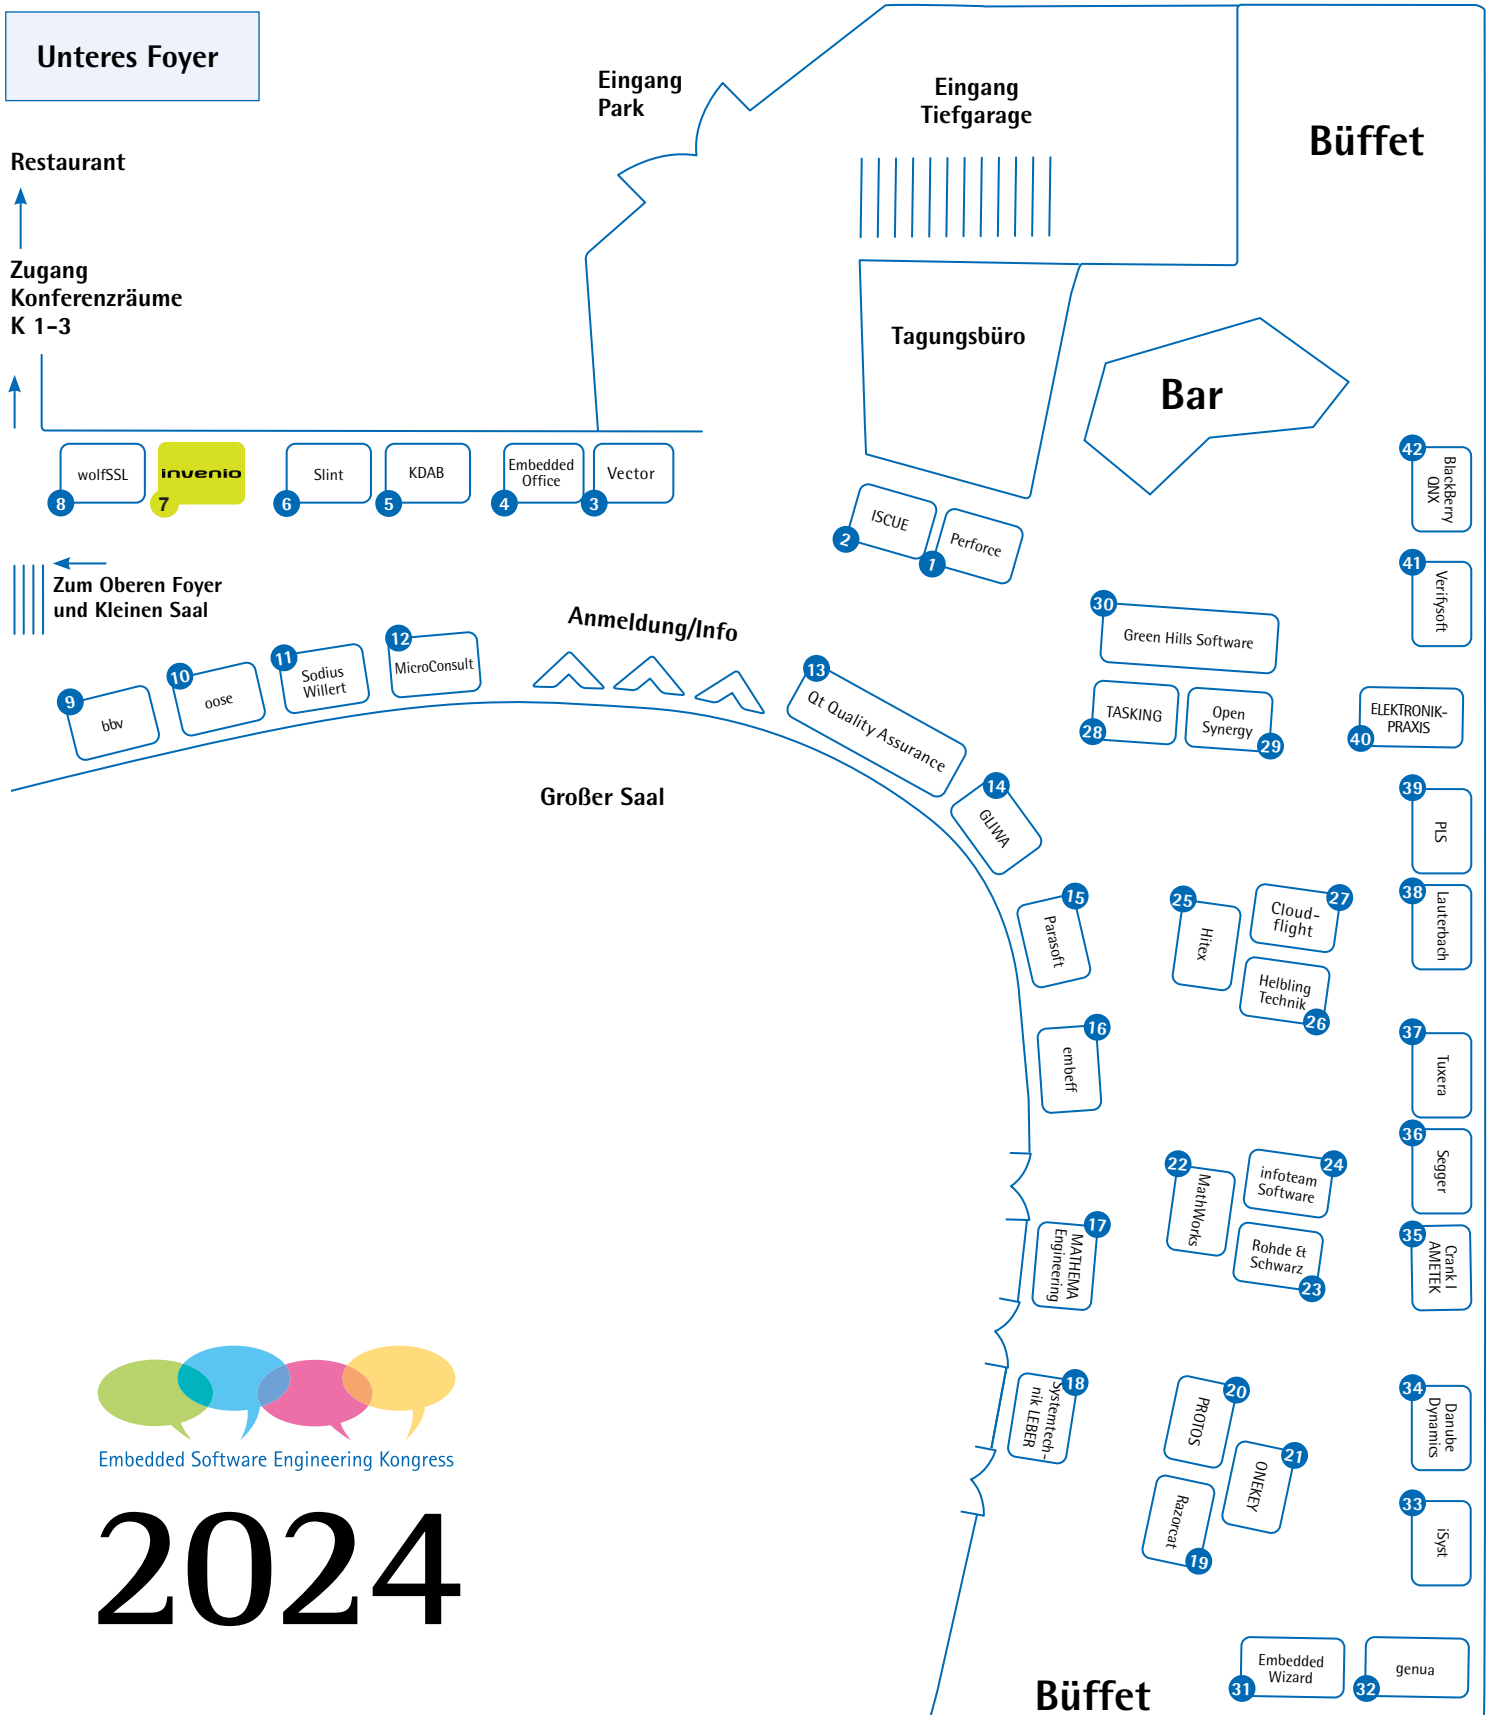 Unteres Foyer
Eingang
Park
Eingang
Tiefgarage
Büffet
Restaurant
Zugang
Konferenzräume
K 1-3
Tagungsbüro
Bar
wolfSSL
8
invenio
7
Slint
6
KDAB
5
Embedded
Office
4
Vector
3
ISCUE
2
Perforce
1
42
BlackBerry
QNX
41
Verifysoft
Zum Oberen Foyer
und Kleinen Saal
Anmeldung/Info
30
Green Hills Software
9
bbv
10
oose
11
Sodius
Willert
12
MicroConsult
13
Qt Quality Assurance
TASKING
28
Open
Synergy
29
ELEKTRONIK-
PRAXIS
40
Großer Saal
14
GLIWA
39
PLS
15
Parasoft
25
Hitex
Cloud-
flight
27
Helbling
Technik
26
38
Lauterbach
16
embeff
37
Tuxera
36
Segger
22
MathWorks
infoteam
Software
24
Rohde &
Schwarz
23
17
MATHEMA
Engineering
35
Crank I
AMETEK
18
Systemtech-
nik LEBER
20
PROTOS
21
ONEKEY
Razorcat
19
34
Danube
Dynamics
33
iSyst
Embedded Software Engineering Kongress
2024
Büffet
Embedded
Wizard
31
genua
32